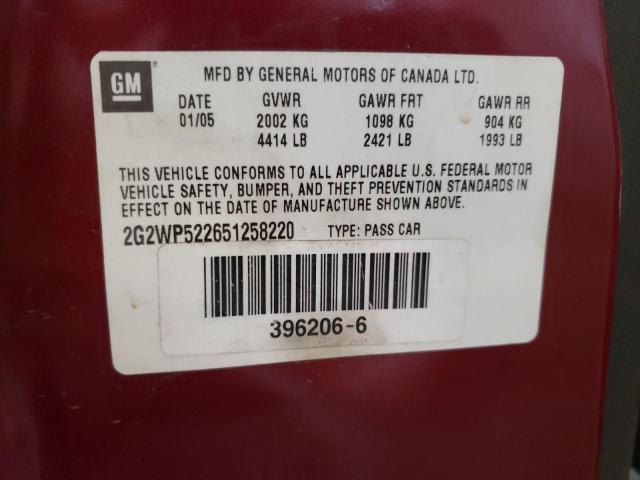 GM
MFD BY GENERAL MOTORS OF CANADA LTD.
DATE GVWR GAWR FRT GAWR RR
01/05 2002 KG 1098 KG 904 KG
4414 LB 2421 LB 1993 LB
THIS VEHICLE CONFORMS TO ALL APPLICABLE U.S. FEDERAL MOTOR
VEHICLE SAFETY, BUMPER, AND THEFT PREVENTION STANDARDS IN
EFFECT ON THE DATE OF MANUFACTURE SHOWN ABOVE.
2G2WP522651258220 TYPE: PASS CAR
396206-6